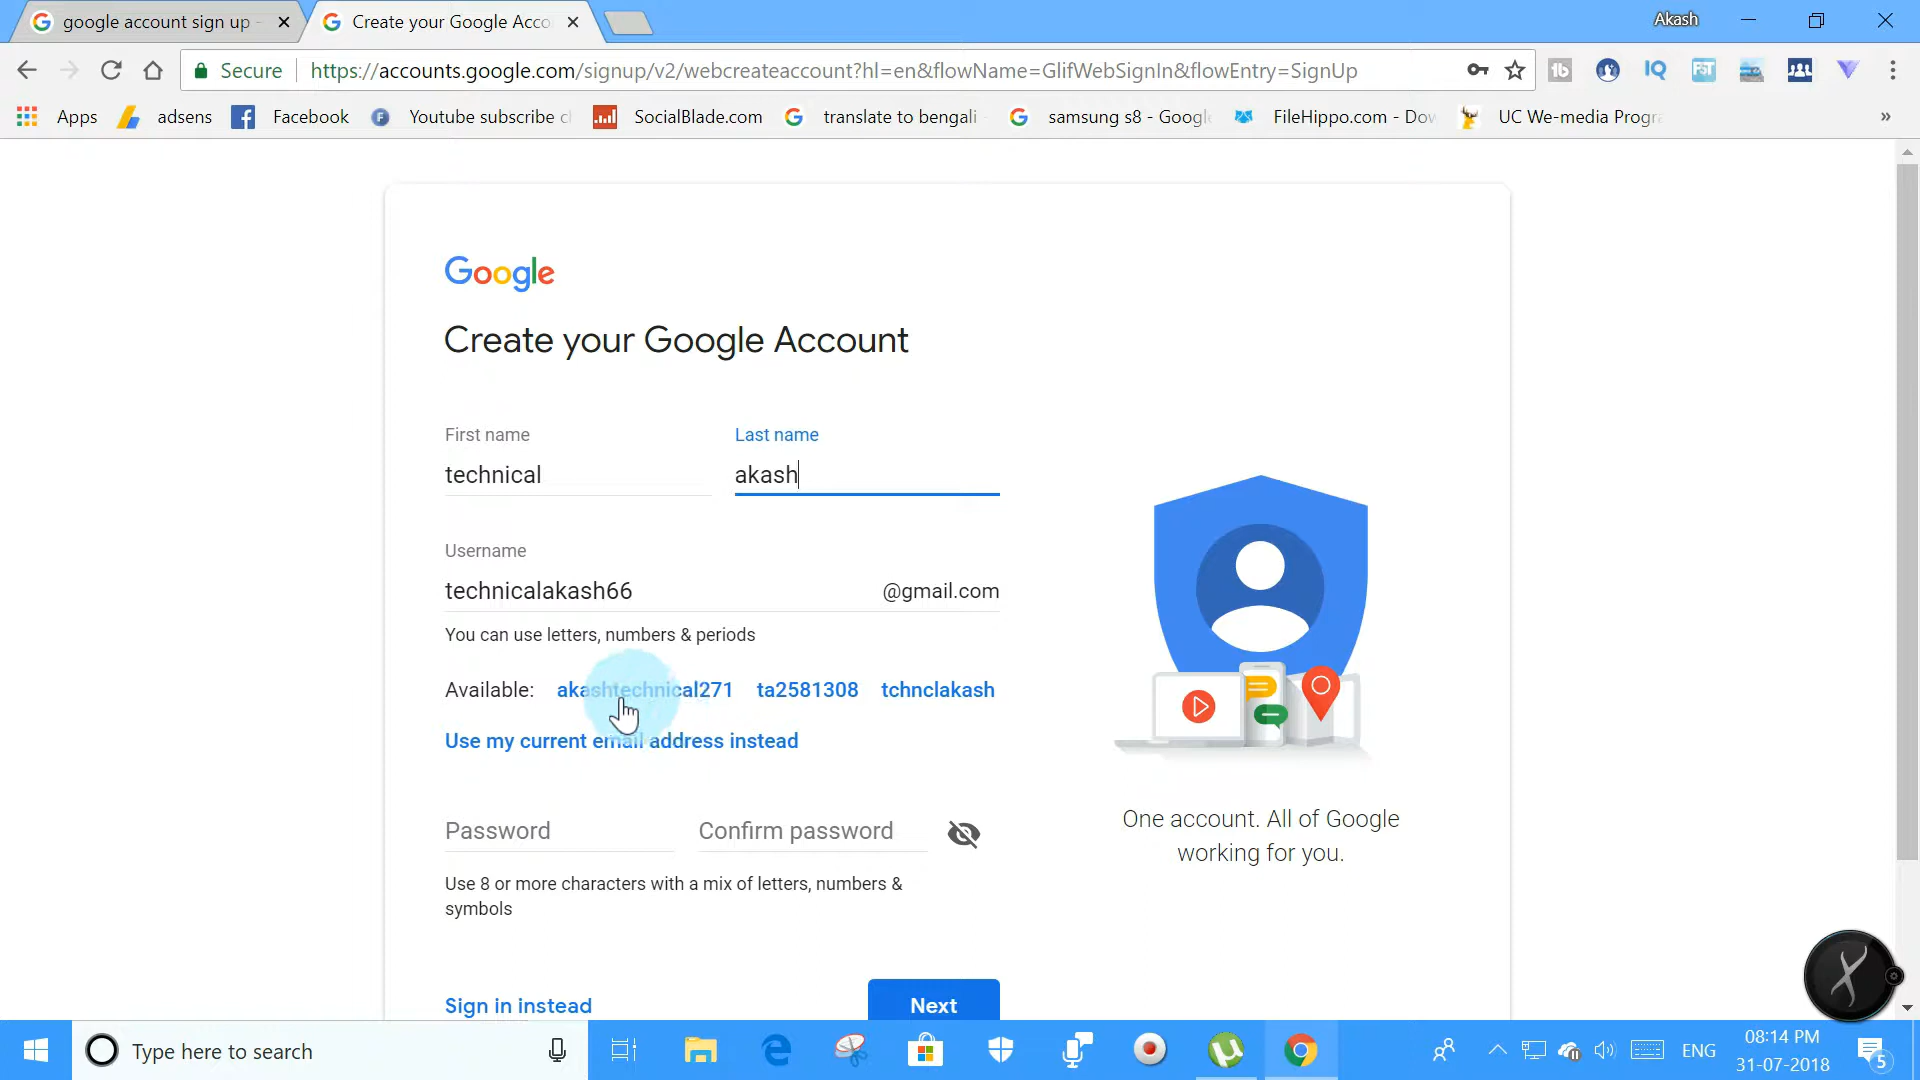 google account sign up -
Create your Google Acco
Akash
Secure
https://accounts.google.com/signup/v2/webcreateaccount?hl=en&flowName=GlifWebSignIn&flowEntry=SignUp
Apps
adsens
Facebook
Youtube subscribe cl
SocialBlade.com
translate to bengali
samsung s8 - Google
FileHippo.com - Dow
UC We-media Progra
»
Google
Create your Google Account
First name
Last name
technical
akash
Username
technicalakash66
@gmail.com
You can use letters, numbers & periods
Available: akashtechnical271 ta2581308 tchnclakash
Use my current email address instead
Password
Confirm password
Use 8 or more characters with a mix of letters, numbers &
symbols
One account. All of Google
working for you.
Sign in instead
Next
Type here to search
ENG
08:14 PM
31-07-2018
5